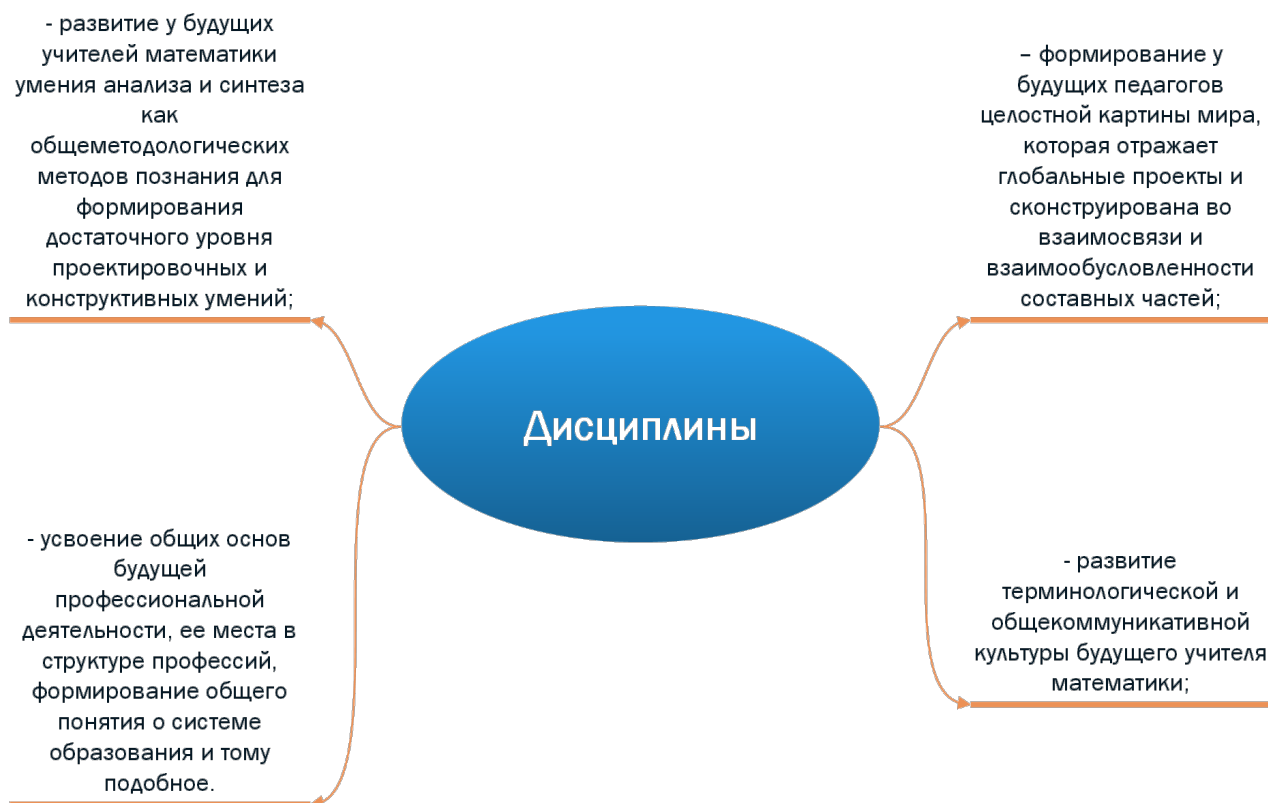 - развитие у будущих
учителей математики
умения анализа и синтеза
как
общеметодологических
методов познания для
формирования
достаточного уровня
проектировочных и
конструктивных умений;
– формирование у
будущих педагогов
целостной картины мира,
которая отражает
глобальные проекты и
сконструирована во
взаимосвязи и
взаимообусловленности
составных частей;
Дисциплины
- усвоение общих основ
будущей
профессиональной
деятельности, ее места в
структуре профессий,
формирование общего
понятия о системе
образования и тому
подобное.
- развитие
терминологической и
общекоммуникативной
культуры будущего учителя
математики;